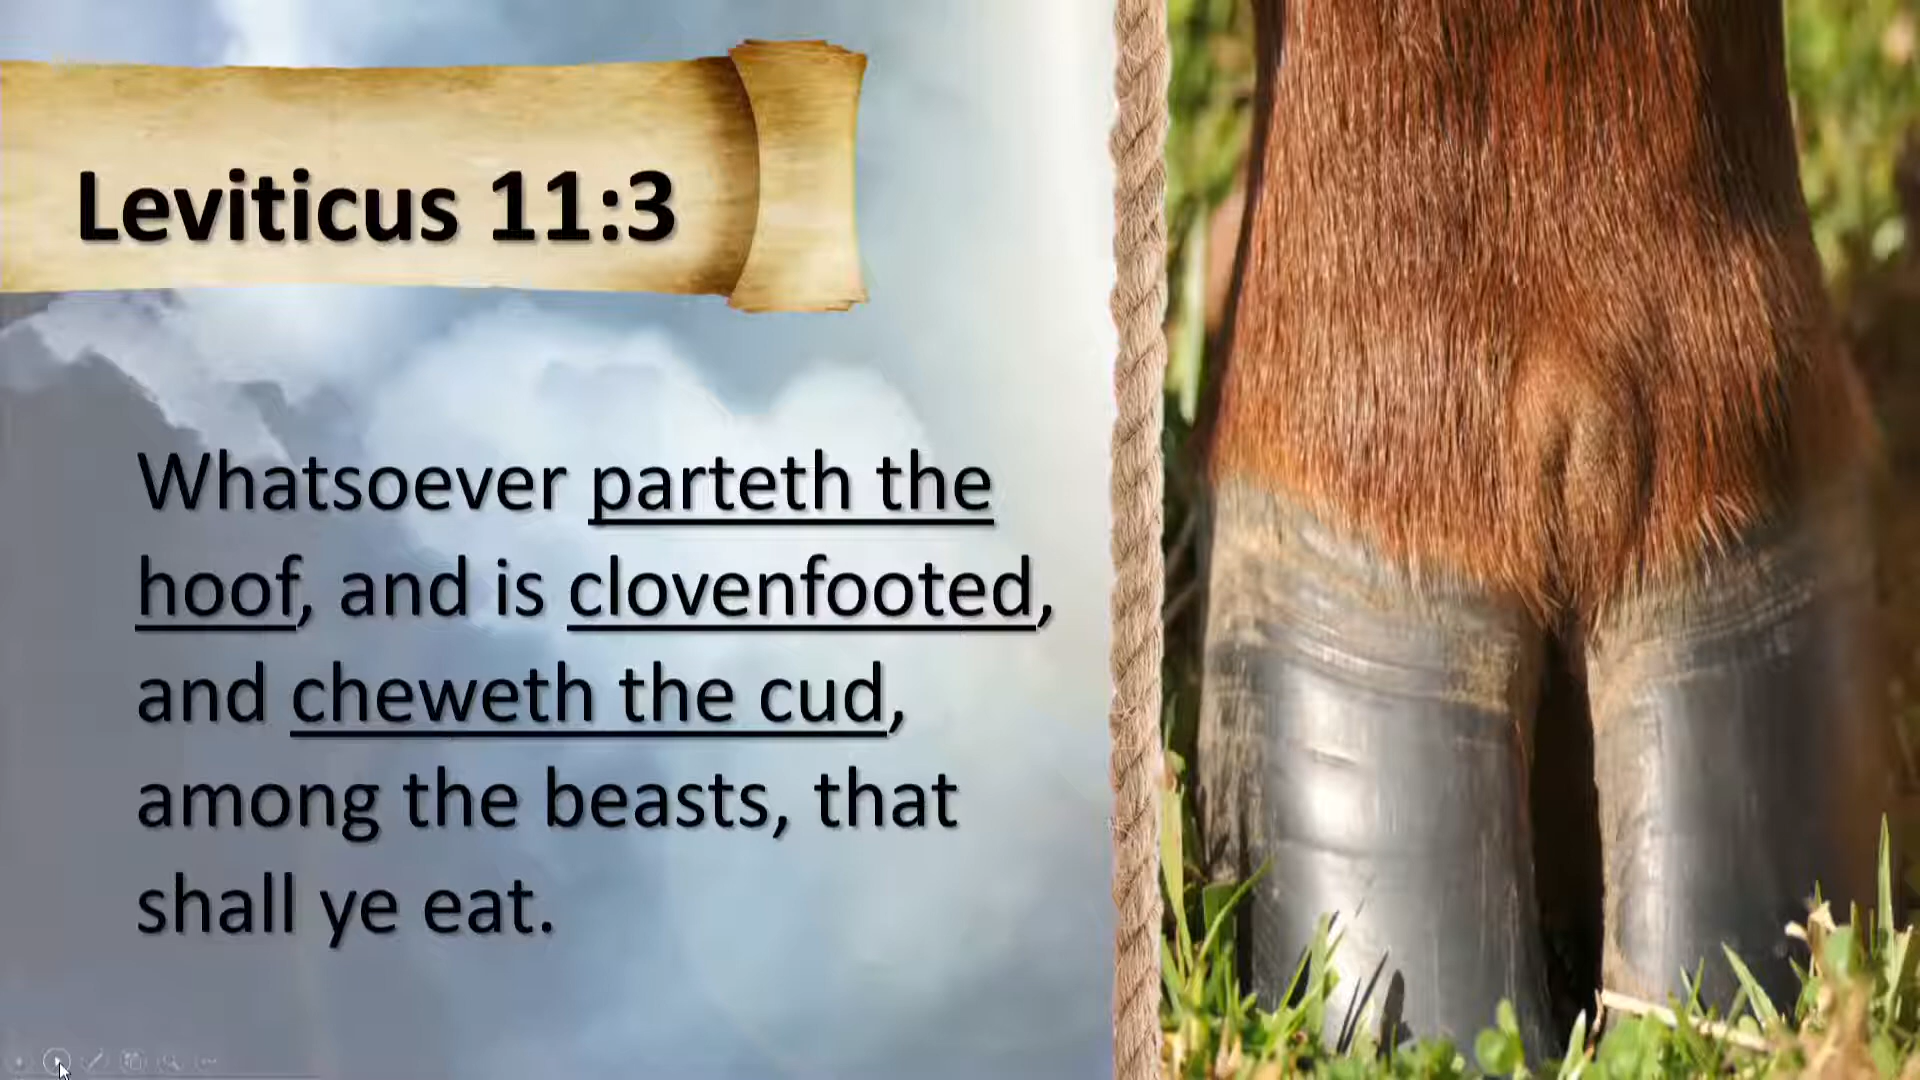 Leviticus 11:3
Whatsoever parteth the
hoof, and is clovenfooted,
and cheweth the cud,
among the beasts, that
shall ye eat.